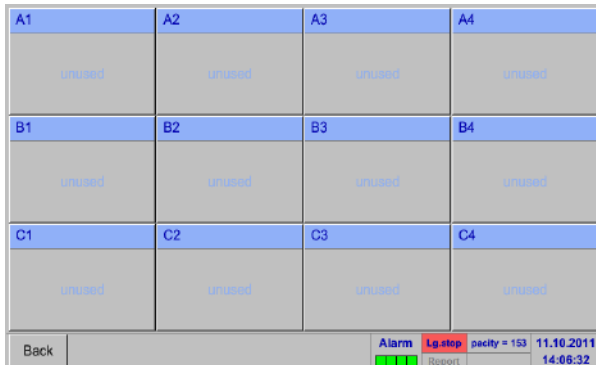 A1 A2 A3 A4
unused unused unused unused
B1 B2 B3 B4
unused unused unused unused
C1 C2 C3 C4
unused unused unused unused
Back Alarm Lg.stop pacity = 153 11.10.2011
Report 14:06:32